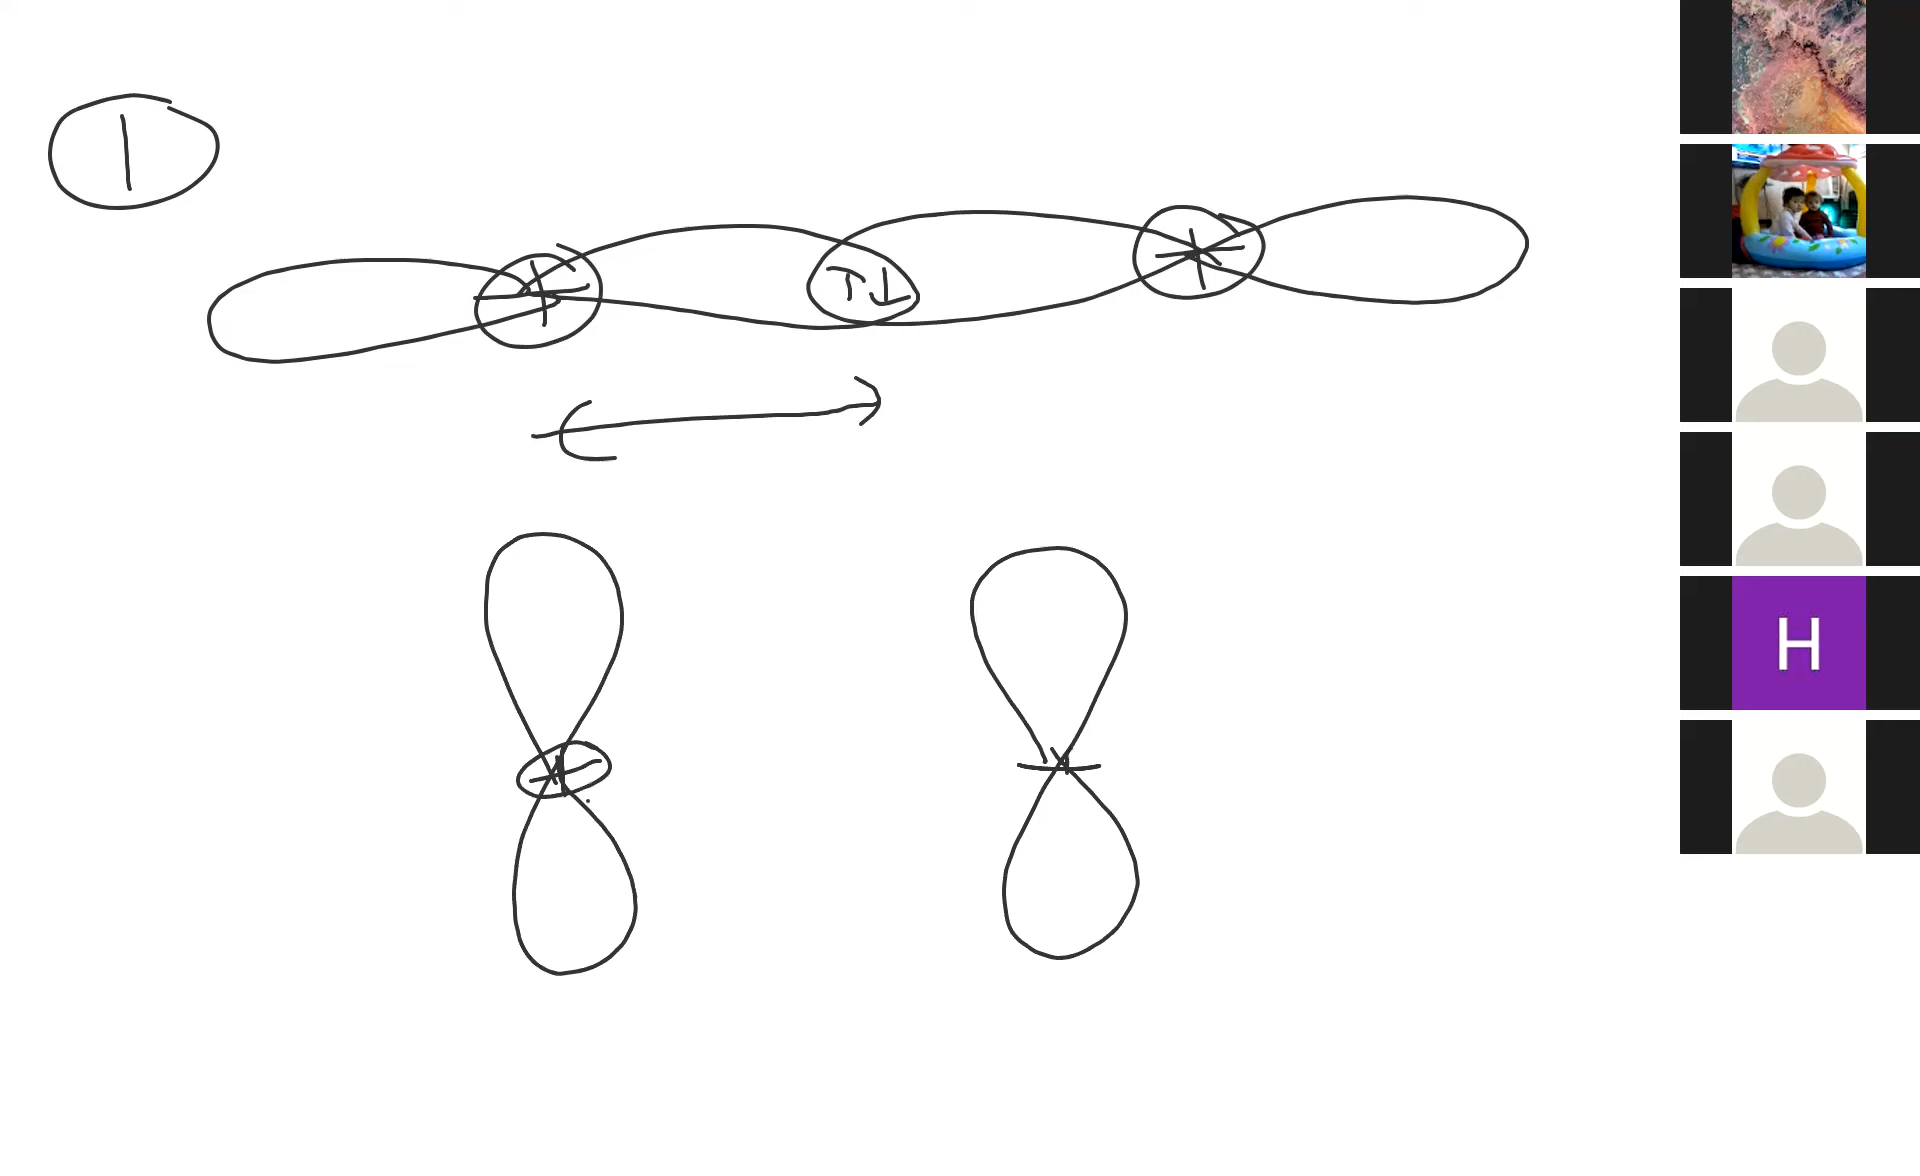 1
+ ↑↓ +
+ +
H